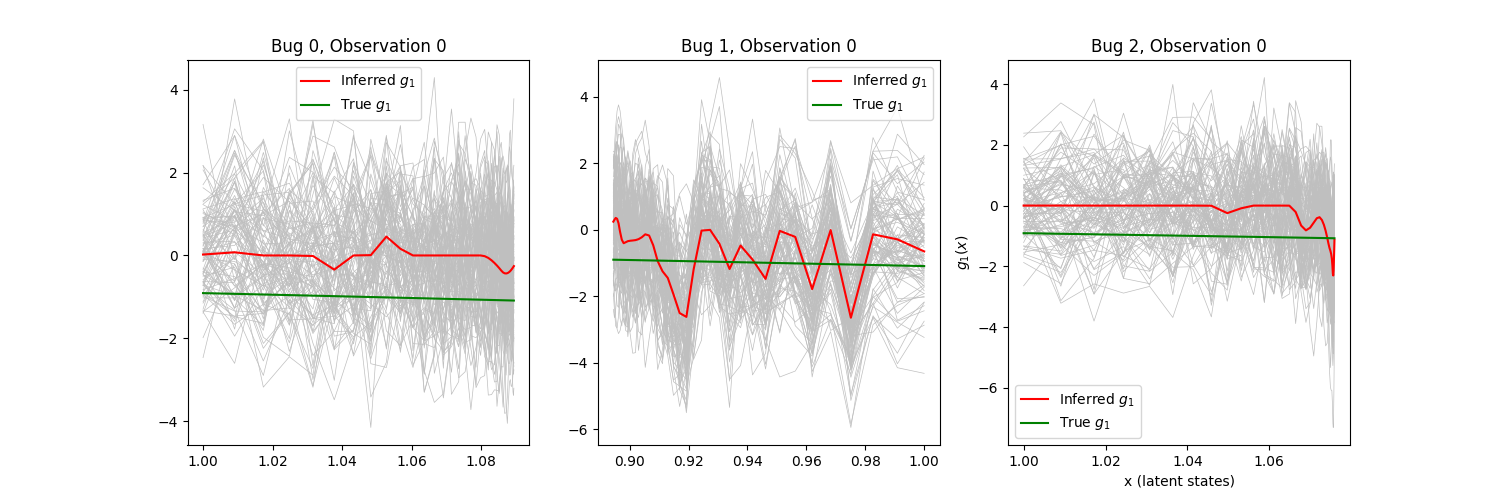 Bug 0, Observation 0
Inferred g₁
True g₁
4
2
0
−2
−4
1.00 1.02 1.04 1.06 1.08
Bug 1, Observation 0
Inferred g₁
True g₁
4
2
0
−2
−4
−6
0.90 0.92 0.94 0.96 0.98 1.00
Bug 2, Observation 0
4
2
0
−2
−4
−6
g₁(x)
Inferred g₁
True g₁
1.00 1.02 1.04 1.06
x (latent states)